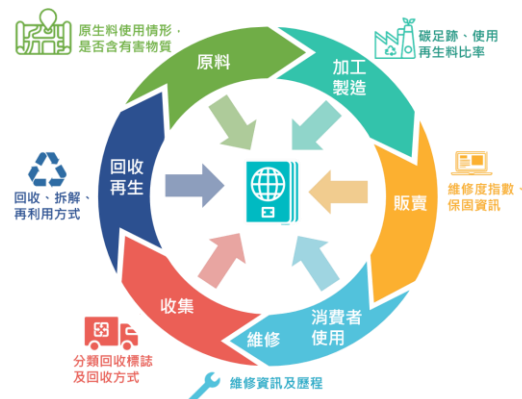 原生料使用情形，
是否含有害物質
原料
加工
製造
碳足跡、使用
再生料比率
販賣
維修度指數、
保固資訊
消費者
使用
維修
維修資訊及歷程
收集
分類回收標誌
及回收方式
回收
再生
回收、拆解、
再利用方式